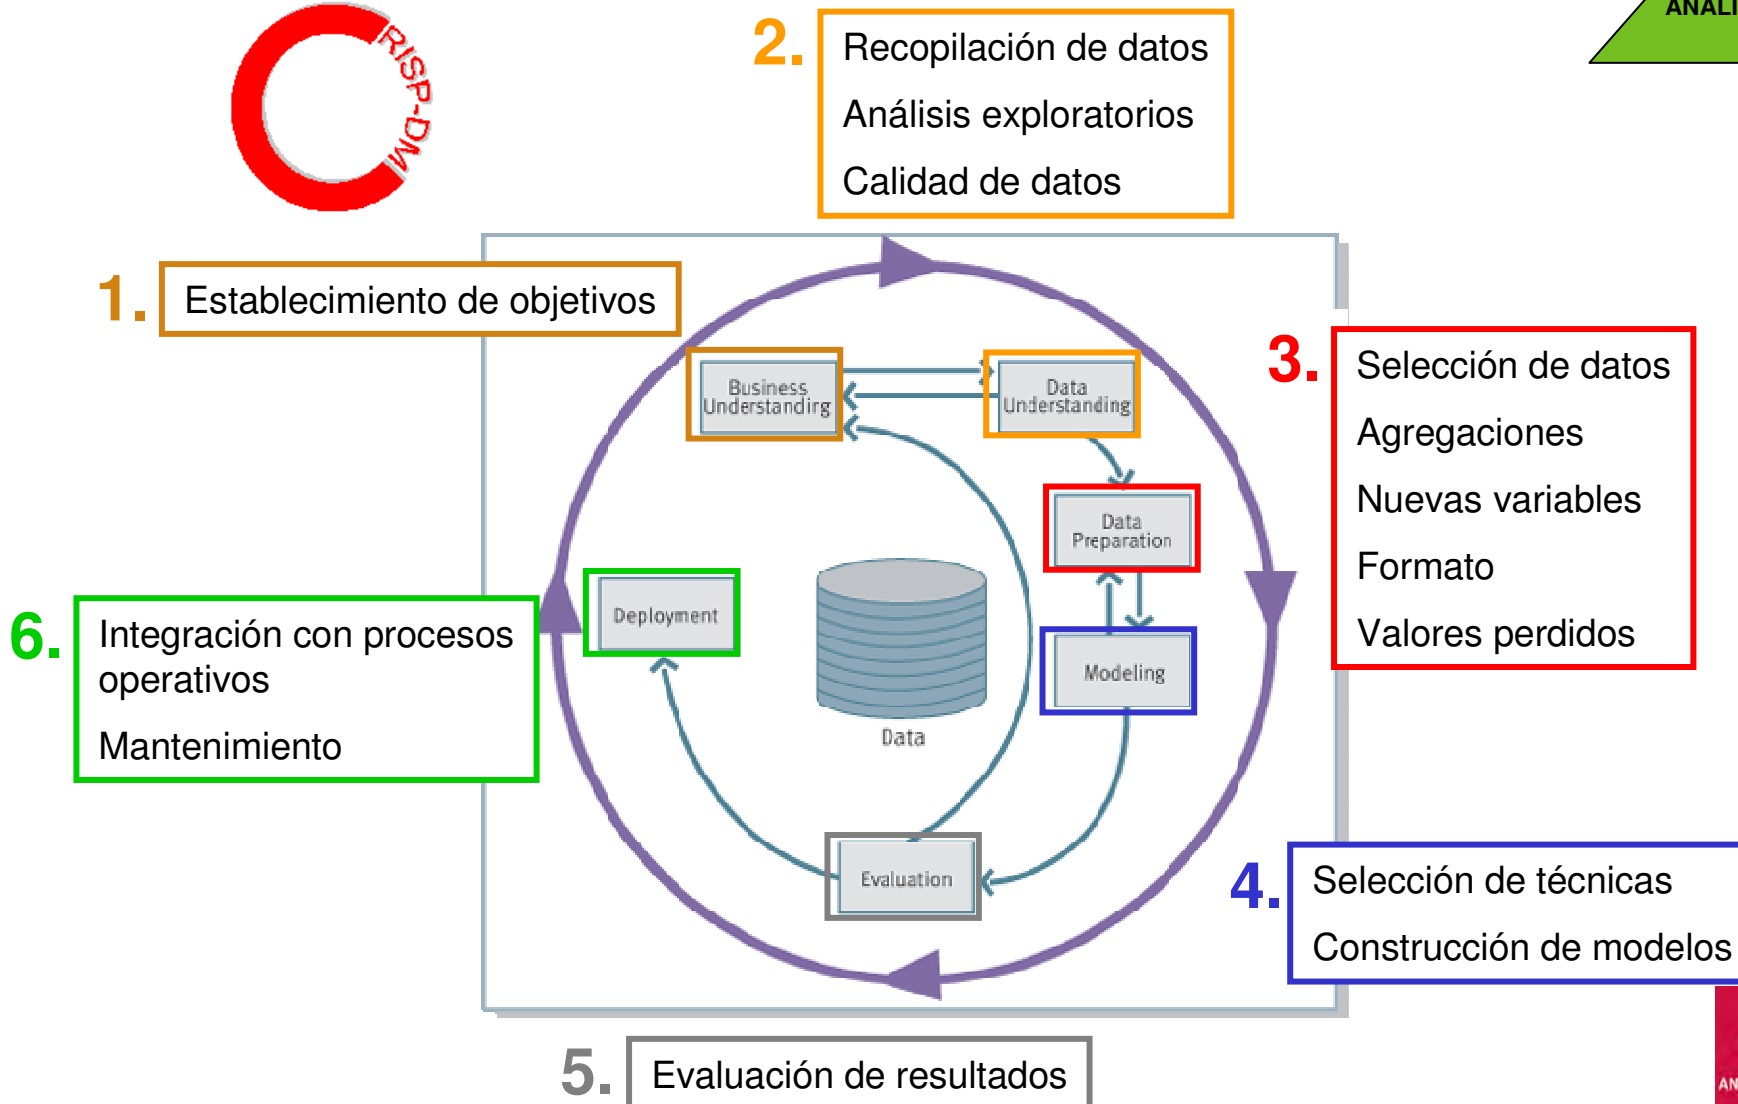 RISP-DM
2.
Recopilación de datos
Análisis exploratorios
Calidad de datos
1.
Establecimiento de objetivos
3.
Selección de datos
Agregaciones
Nuevas variables
Formato
Valores perdidos
Business
Understanding
Data
Understanding
Data
Preparation
Modeling
Deployment
Data
Evaluation
6.
Integración con procesos
operativos
Mantenimiento
4.
Selección de técnicas
Construcción de modelos
5.
Evaluación de resultados